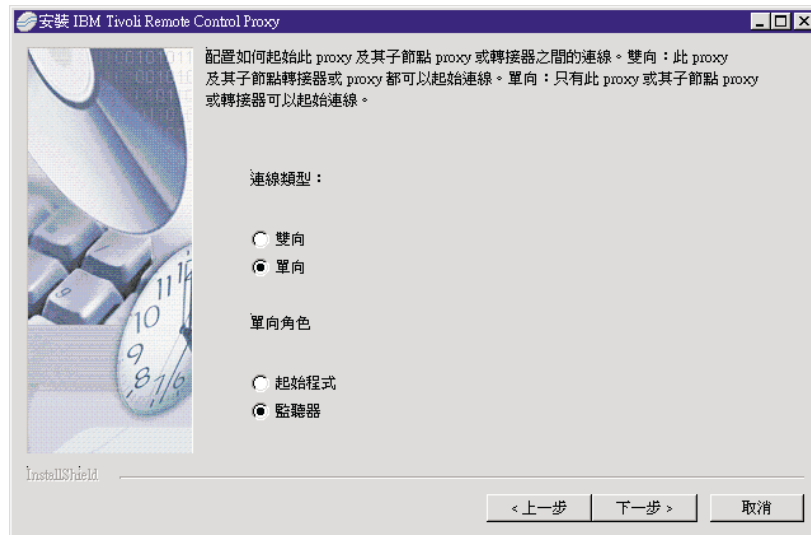 安裝 IBM Tivoli Remote Control Proxy
配置如何起始此 proxy 及其子節點 proxy 或轉接器之間的連線。雙向：此 proxy
及其子節點轉接器或 proxy 都可以起始連線。單向：只有此 proxy 或其子節點 proxy
或轉接器可以起始連線。
連線類型：
雙向
單向
單向角色
起始程式
監聽器
InstallShield
<上一步
下一步>
取消